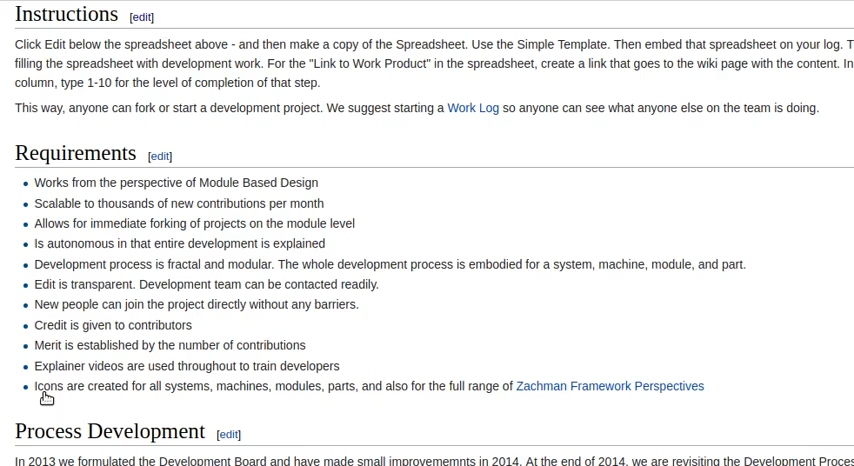 Instructions [edit]
Click Edit below the spreadsheet above - and then make a copy of the Spreadsheet. Use the Simple Template. Then embed that spreadsheet on your log. T
filling the spreadsheet with development work. For the "Link to Work Product" in the spreadsheet, create a link that goes to the wiki page with the content. In
column, type 1-10 for the level of completion of that step.
This way, anyone can fork or start a development project. We suggest starting a Work Log so anyone can see what anyone else on the team is doing.
Requirements [edit]
Works from the perspective of Module Based Design
Scalable to thousands of new contributions per month
Allows for immediate forking of projects on the module level
Is autonomous in that entire development is explained
Development process is fractal and modular. The whole development process is embodied for a system, machine, module, and part.
Edit is transparent. Development team can be contacted readily.
New people can join the project directly without any barriers.
Credit is given to contributors
Merit is established by the number of contributions
Explainer videos are used throughout to train developers
Icons are created for all systems, machines, modules, parts, and also for the full range of Zachman Framework Perspectives
Process Development [edit]
In 2013 we formulated the Development Board and have made small improvememnts in 2014. At the end of 2014, we are revisiting the Development Proces